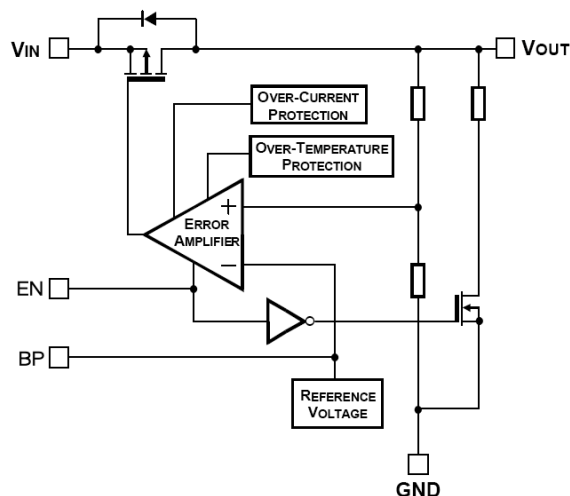 VIN
VOUT
OVER-CURRENT
PROTECTION
OVER-TEMPERATURE
PROTECTION
+
ERROR
AMPLIFIER
−
EN
BP
REFERENCE
VOLTAGE
GND